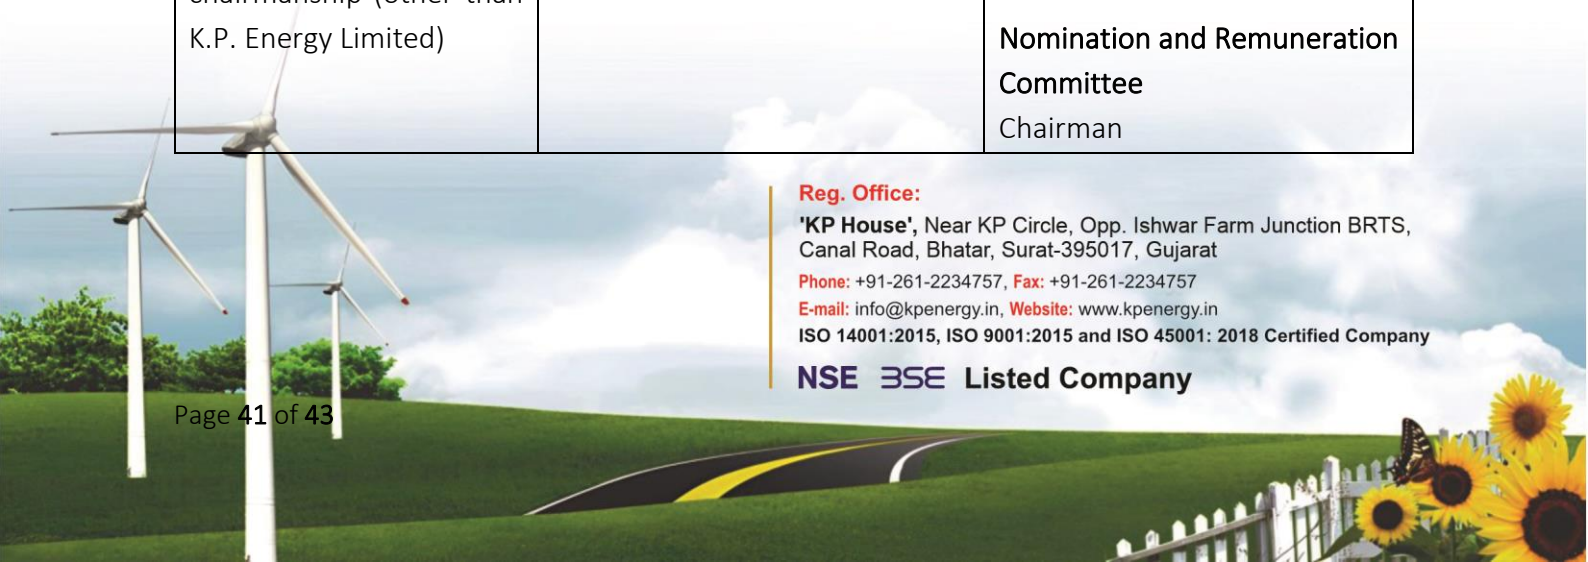 chairmanship (other than
K.P. Energy Limited)
Nomination and Remuneration
Committee
Chairman
Reg. Office:
'KP House', Near KP Circle, Opp. Ishwar Farm Junction BRTS,
Canal Road, Bhatar, Surat-395017, Gujarat
Phone: +91-261-2234757, Fax: +91-261-2234757
E-mail: info@kpenergy.in, Website: www.kpenergy.in
ISO 14001:2015, ISO 9001:2015 and ISO 45001: 2018 Certified Company
NSE BSE Listed Company
Page 41 of 43